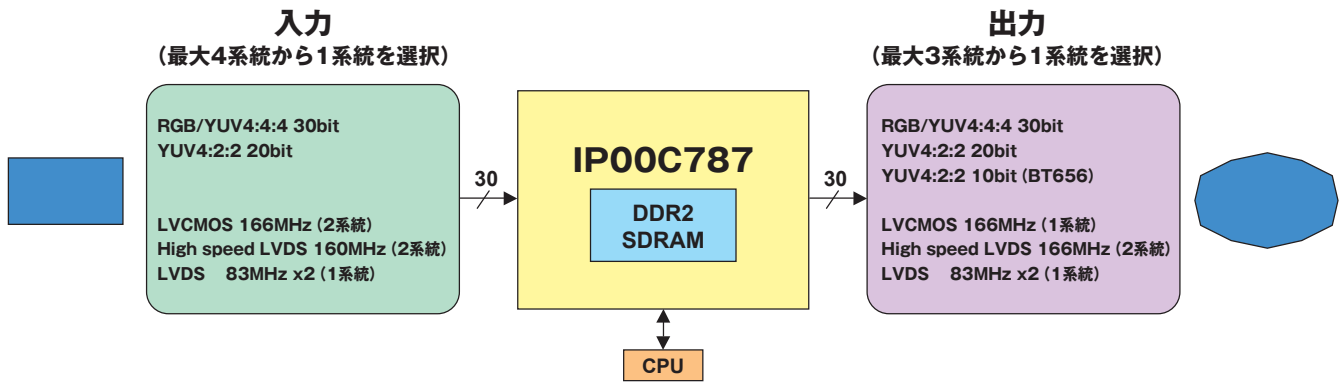 入力
（最大4系統から1系統を選択）
RGB/YUV4:4:4 30bit
YUV4:2:2 20bit
LVCMOS 166MHz（2系統）
High speed LVDS 160MHz（2系統）
LVDS 83MHz x2（1系統）
30
IP00C787
DDR2
SDRAM
CPU
30
出力
（最大3系統から1系統を選択）
RGB/YUV4:4:4 30bit
YUV4:2:2 20bit
YUV4:2:2 10bit（BT656）
LVCMOS 166MHz（1系統）
High speed LVDS 166MHz（2系統）
LVDS 83MHz x2（1系統）